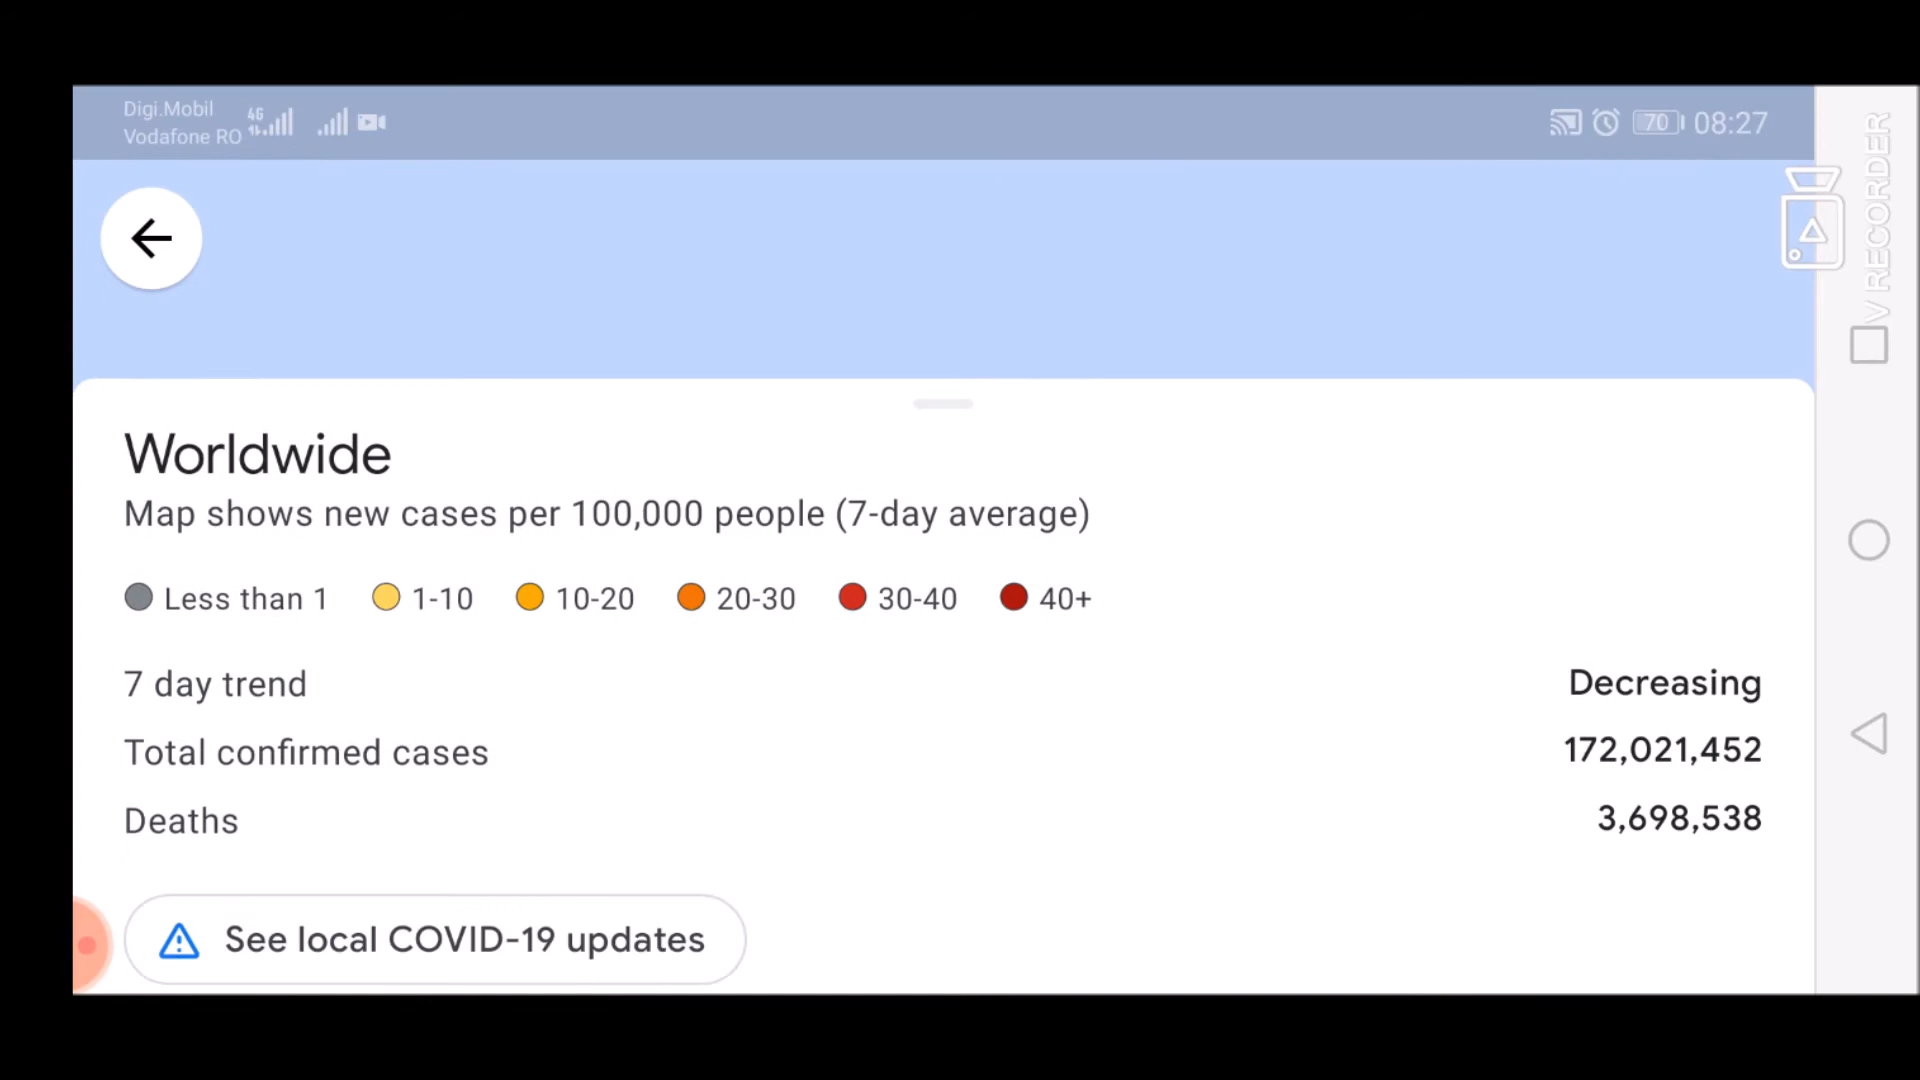 Digi.Mobil
Vodafone RO
4G
70
08:27
V RECORDER
Worldwide
Map shows new cases per 100,000 people (7-day average)
Less than 1 1-10 10-20 20-30 30-40 40+
7 day trend Decreasing
Total confirmed cases 172,021,452
Deaths 3,698,538
See local COVID-19 updates